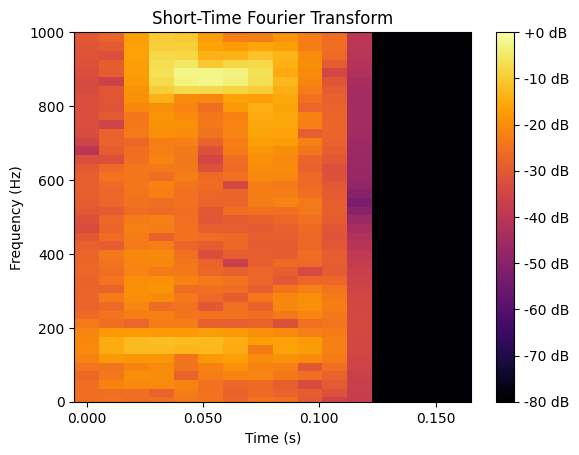 Short-Time Fourier Transform
1000
800
600
400
200
0
Frequency (Hz)
0.000
0.050
0.100
0.150
Time (s)
+0 dB
-10 dB
-20 dB
-30 dB
-40 dB
-50 dB
-60 dB
-70 dB
-80 dB